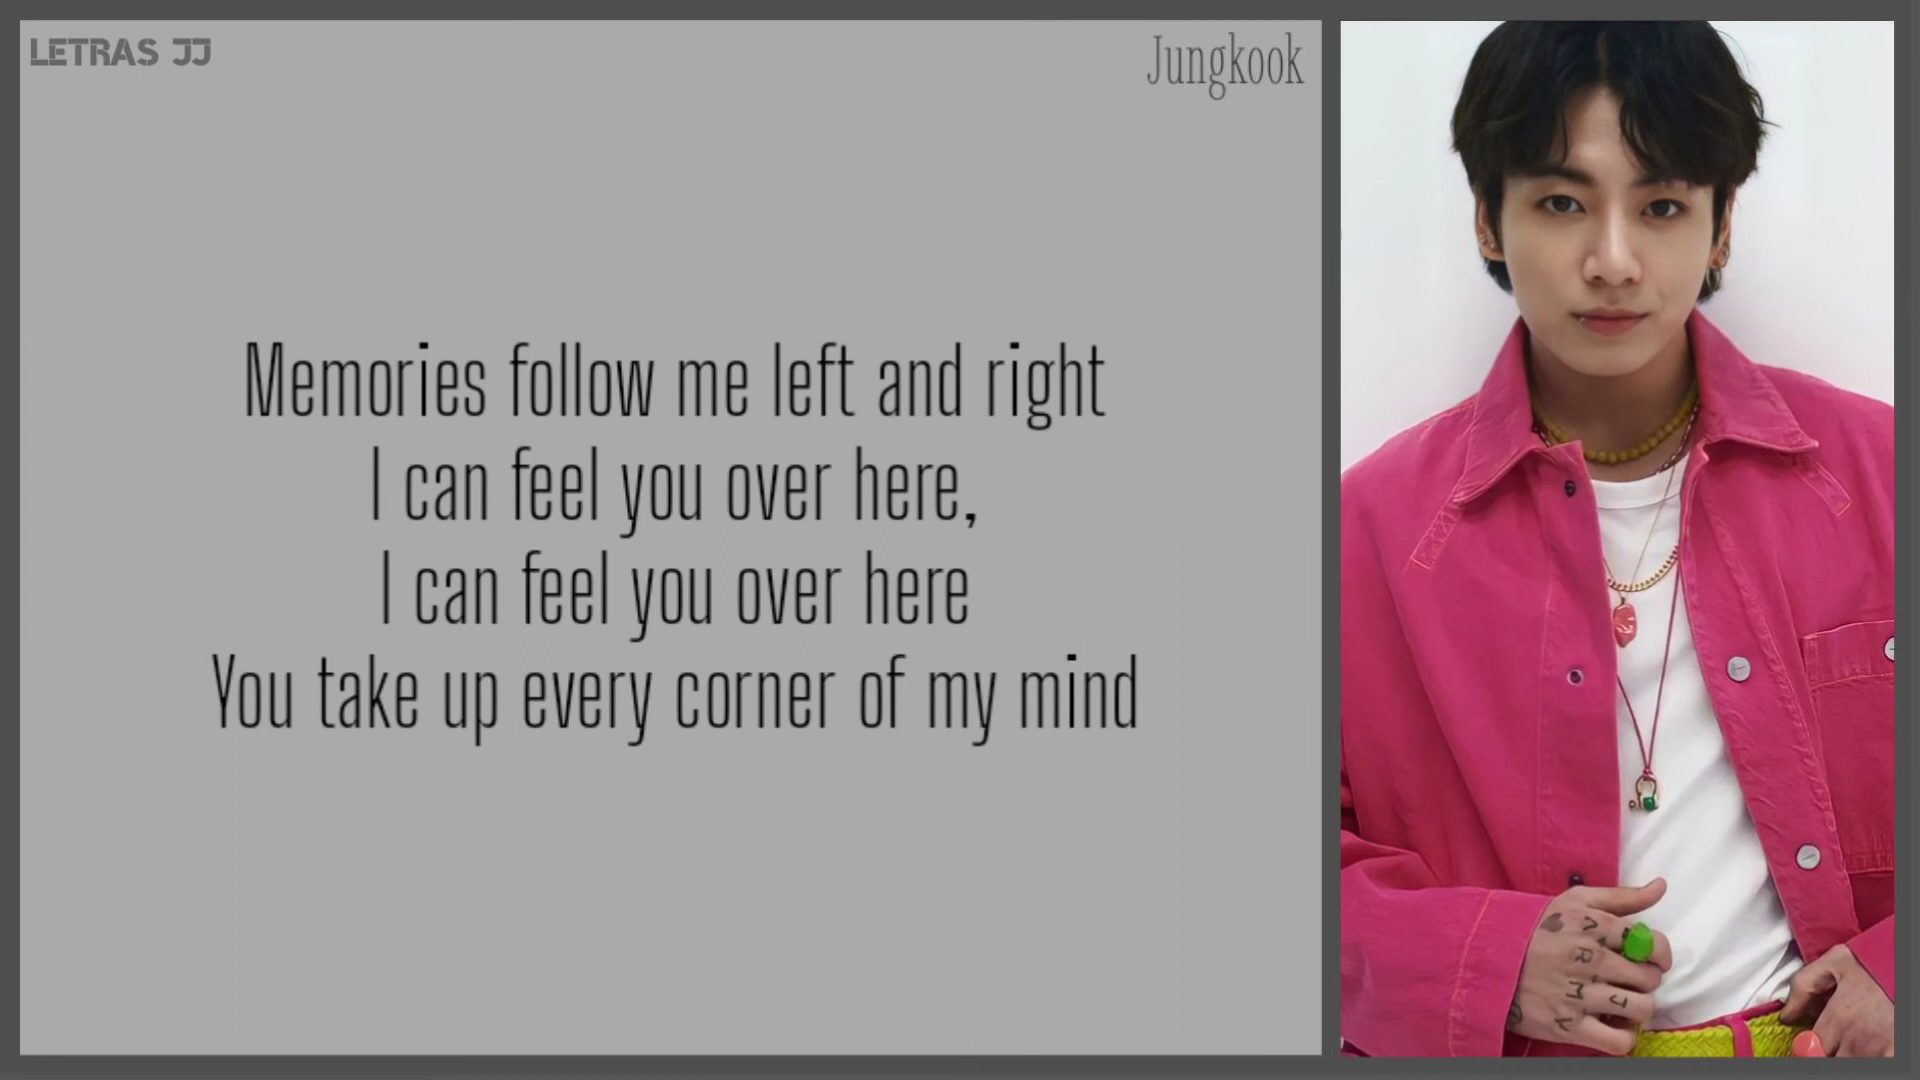 LETRAS JJ
Jungkook
Memories follow me left and right
I can feel you over here,
I can feel you over here
You take up every corner of my mind
A
R
M
Y
J